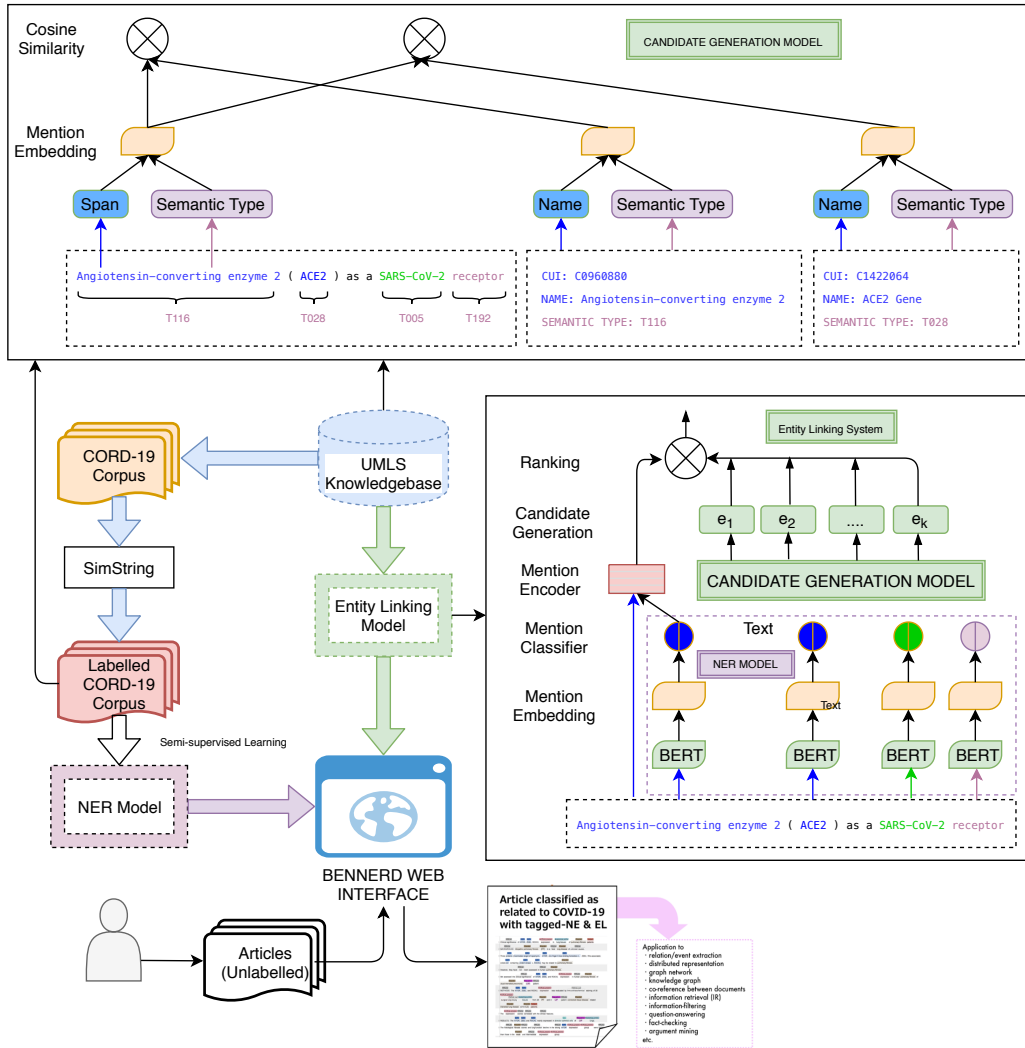 Cosine
Similarity
CANDIDATE GENERATION MODEL
Mention
Embedding
Span
Semantic Type
Name
Semantic Type
Name
Semantic Type
Angiotensin-converting enzyme 2 ( ACE2 ) as a SARS-CoV-2 receptor
T116
T028
T005
T192
CUI: C0960880
NAME: Angiotensin-converting enzyme 2
SEMANTIC TYPE: T116
CUI: C1422064
NAME: ACE2 Gene
SEMANTIC TYPE: T028
CORD-19
Corpus
UMLS
Knowledgebase
SimString
Entity Linking
Model
Labelled
CORD-19
Corpus
Semi-supervised Learning
NER Model
BENNERD WEB
INTERFACE
Articles
(Unlabelled)
Entity Linking System
Ranking
Candidate
Generation
e1
e2
....
ek
Mention
Encoder
CANDIDATE GENERATION MODEL
Mention
Classifier
Text
NER MODEL
Mention
Embedding
Text
BERT
BERT
BERT
BERT
Angiotensin-converting enzyme 2 ( ACE2 ) as a SARS-CoV-2 receptor
Article classified as
related to COVID-19
with tagged-NE & EL
Application to
· relation/event extraction
· distributed representation
· graph network
· knowledge graph
· co-reference between documents
· information retrieval (IR)
· information-filtering
· question-answering
· fact-checking
· argument mining
etc.